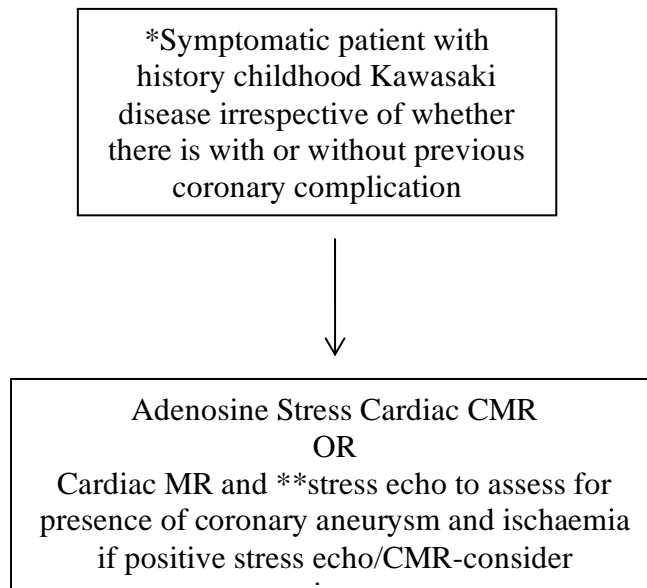 *Symptomatic patient with
history childhood Kawasaki
disease irrespective of whether
there is with or without previous
coronary complication
Adenosine Stress Cardiac CMR
OR
Cardiac MR and **stress echo to assess for
presence of coronary aneurysm and ischaemia
if positive stress echo/CMR-consider